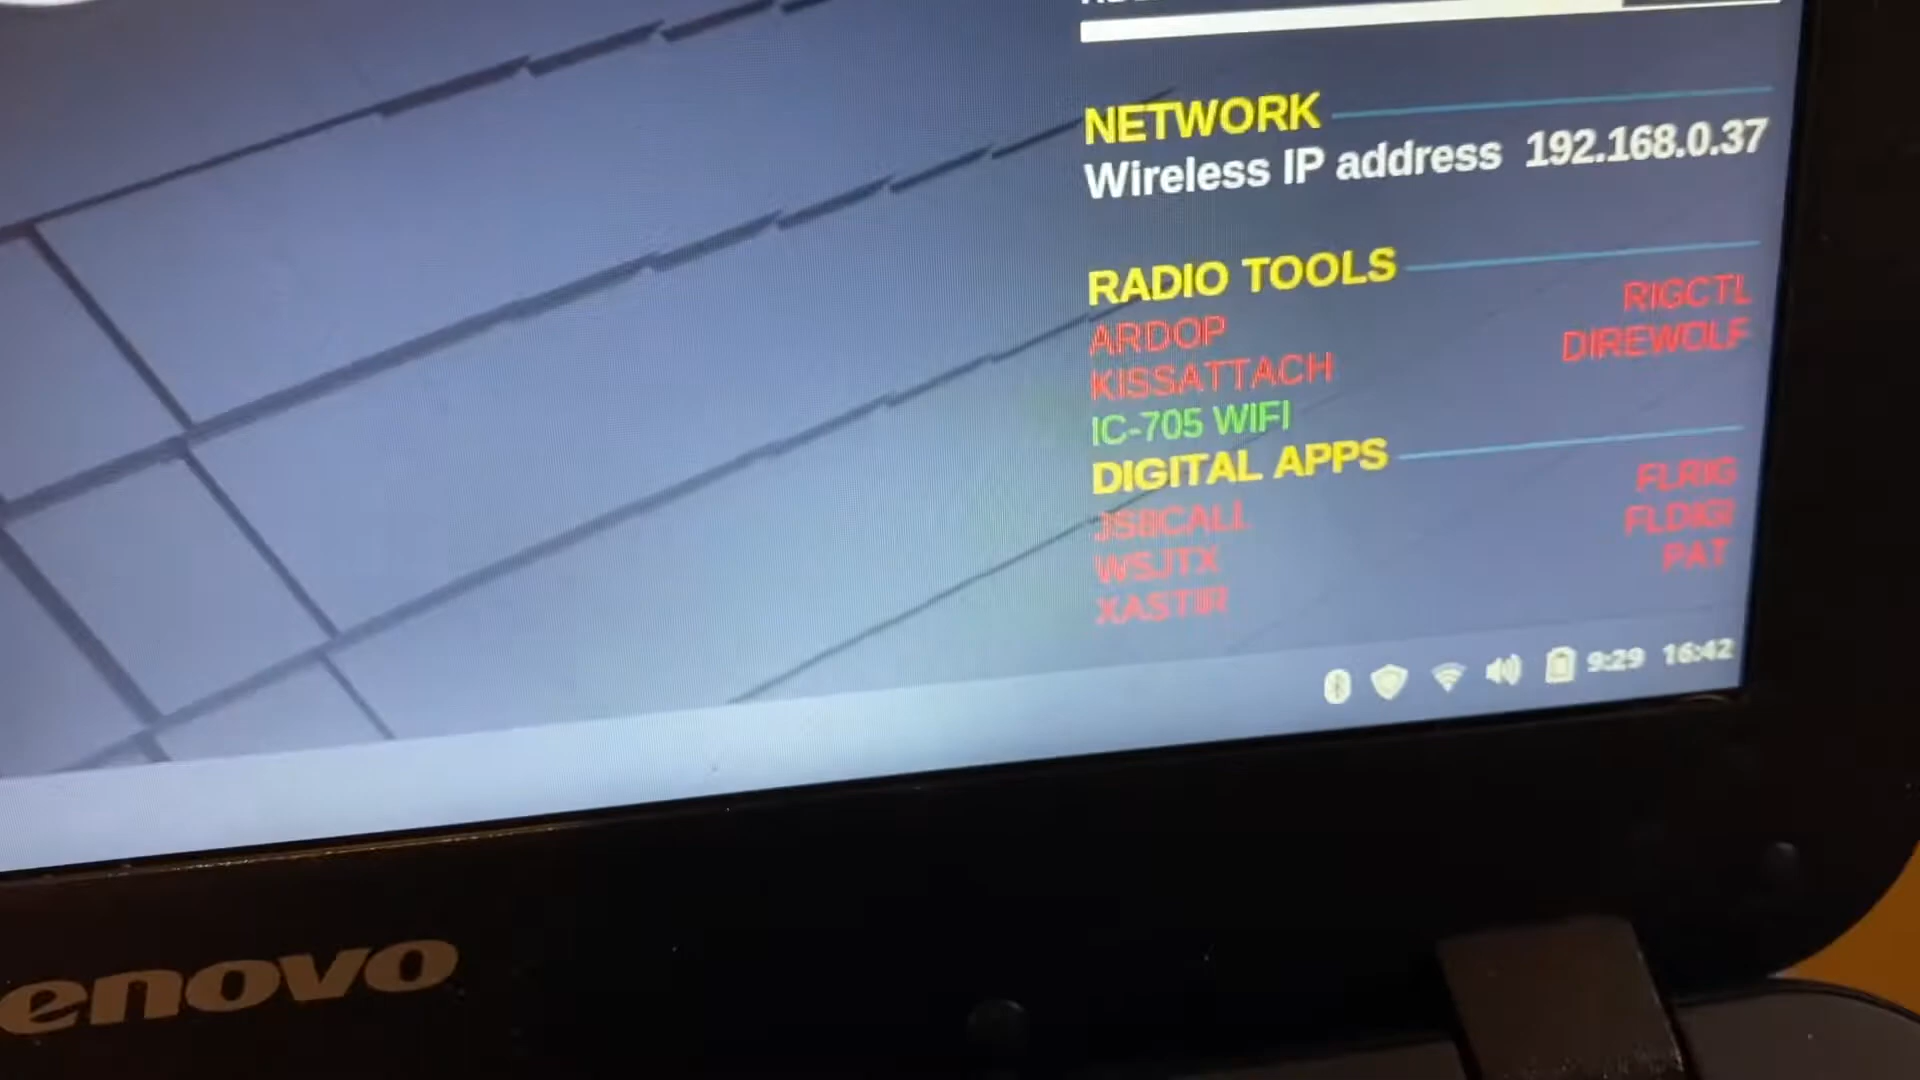 NETWORK
Wireless IP address 192.168.0.37
RADIO TOOLS
ARDOP RIGCTL
KISSATTACH DIREWOLF
IC-705 WIFI
DIGITAL APPS
JS8CALL FLRIG
WSJTX FLDIGI
XASTIR PAT
9:29 16:42
enovo